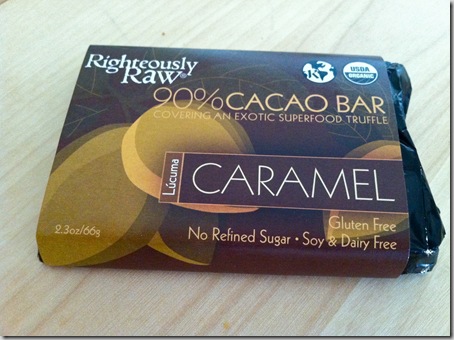 Righteously
Raw®
USDA
ORGANIC
90% CACAO BAR
COVERING AN EXOTIC SUPERFOOD TRUFFLE
Lúcuma
CARAMEL
Gluten Free
2.3oz/66g
No Refined Sugar • Soy & Dairy Free